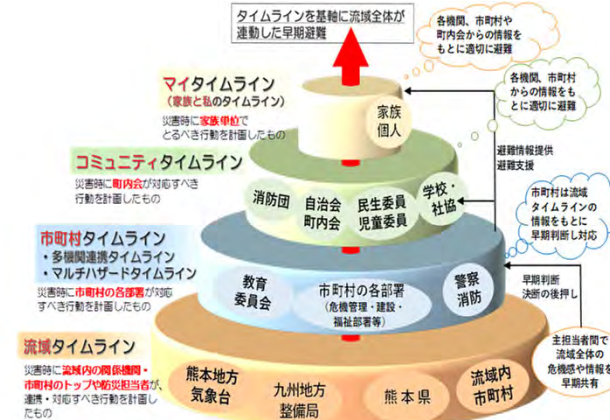 タイムラインを基軸に流域全体が
連動した早期避難
各機関、市町村や
町内会からの情報を
もとに適切に避難
マイタイムライン
(家族と私のタイムライン)
災害時に家族単位で
とるべき行動を計画したもの
家族
個人
各機関、市町村
からの情報をも
とに適切に避難
コミュニティタイムライン
災害時に町内会が対応すべき
行動を計画したもの
消防団
自治会
町内会
民生委員
児童委員
学校・
社協
避難情報提供
避難支援
市町村タイムライン
・多機関連携タイムライン
・マルチハザードタイムライン
災害時に市町村の各部署が対応
すべき行動を計画したもの
教育
委員会
市町村の各部署
(危機管理・建設・
福祉部署等)
警察
消防
市町村は流域
タイムラインの
情報をもとに
早期判断し対応
早期判断
決断の後押し
流域タイムライン
災害時に流域内の関係機関・
市町村のトップや防災担当者が、
連携・対応すべき行動を計画し
たもの
熊本地方
気象台
九州地方
整備局
熊本県
流域内
市町村
主担当者間で
流域全体の
危機感や情報を
早期共有